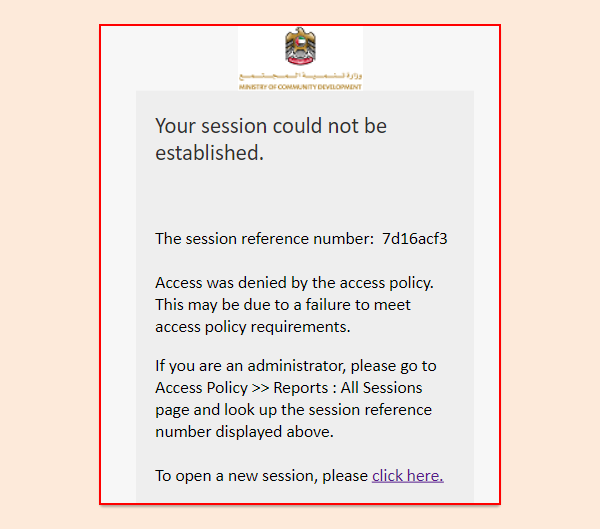 وزارة تنمية المجتمع
MINISTRY OF COMMUNITY DEVELOPMENT
Your session could not be
established.
The session reference number: 7d16acf3
Access was denied by the access policy.
This may be due to a failure to meet
access policy requirements.
If you are an administrator, please go to
Access Policy >> Reports : All Sessions
page and look up the session reference
number displayed above.
To open a new session, please click here.